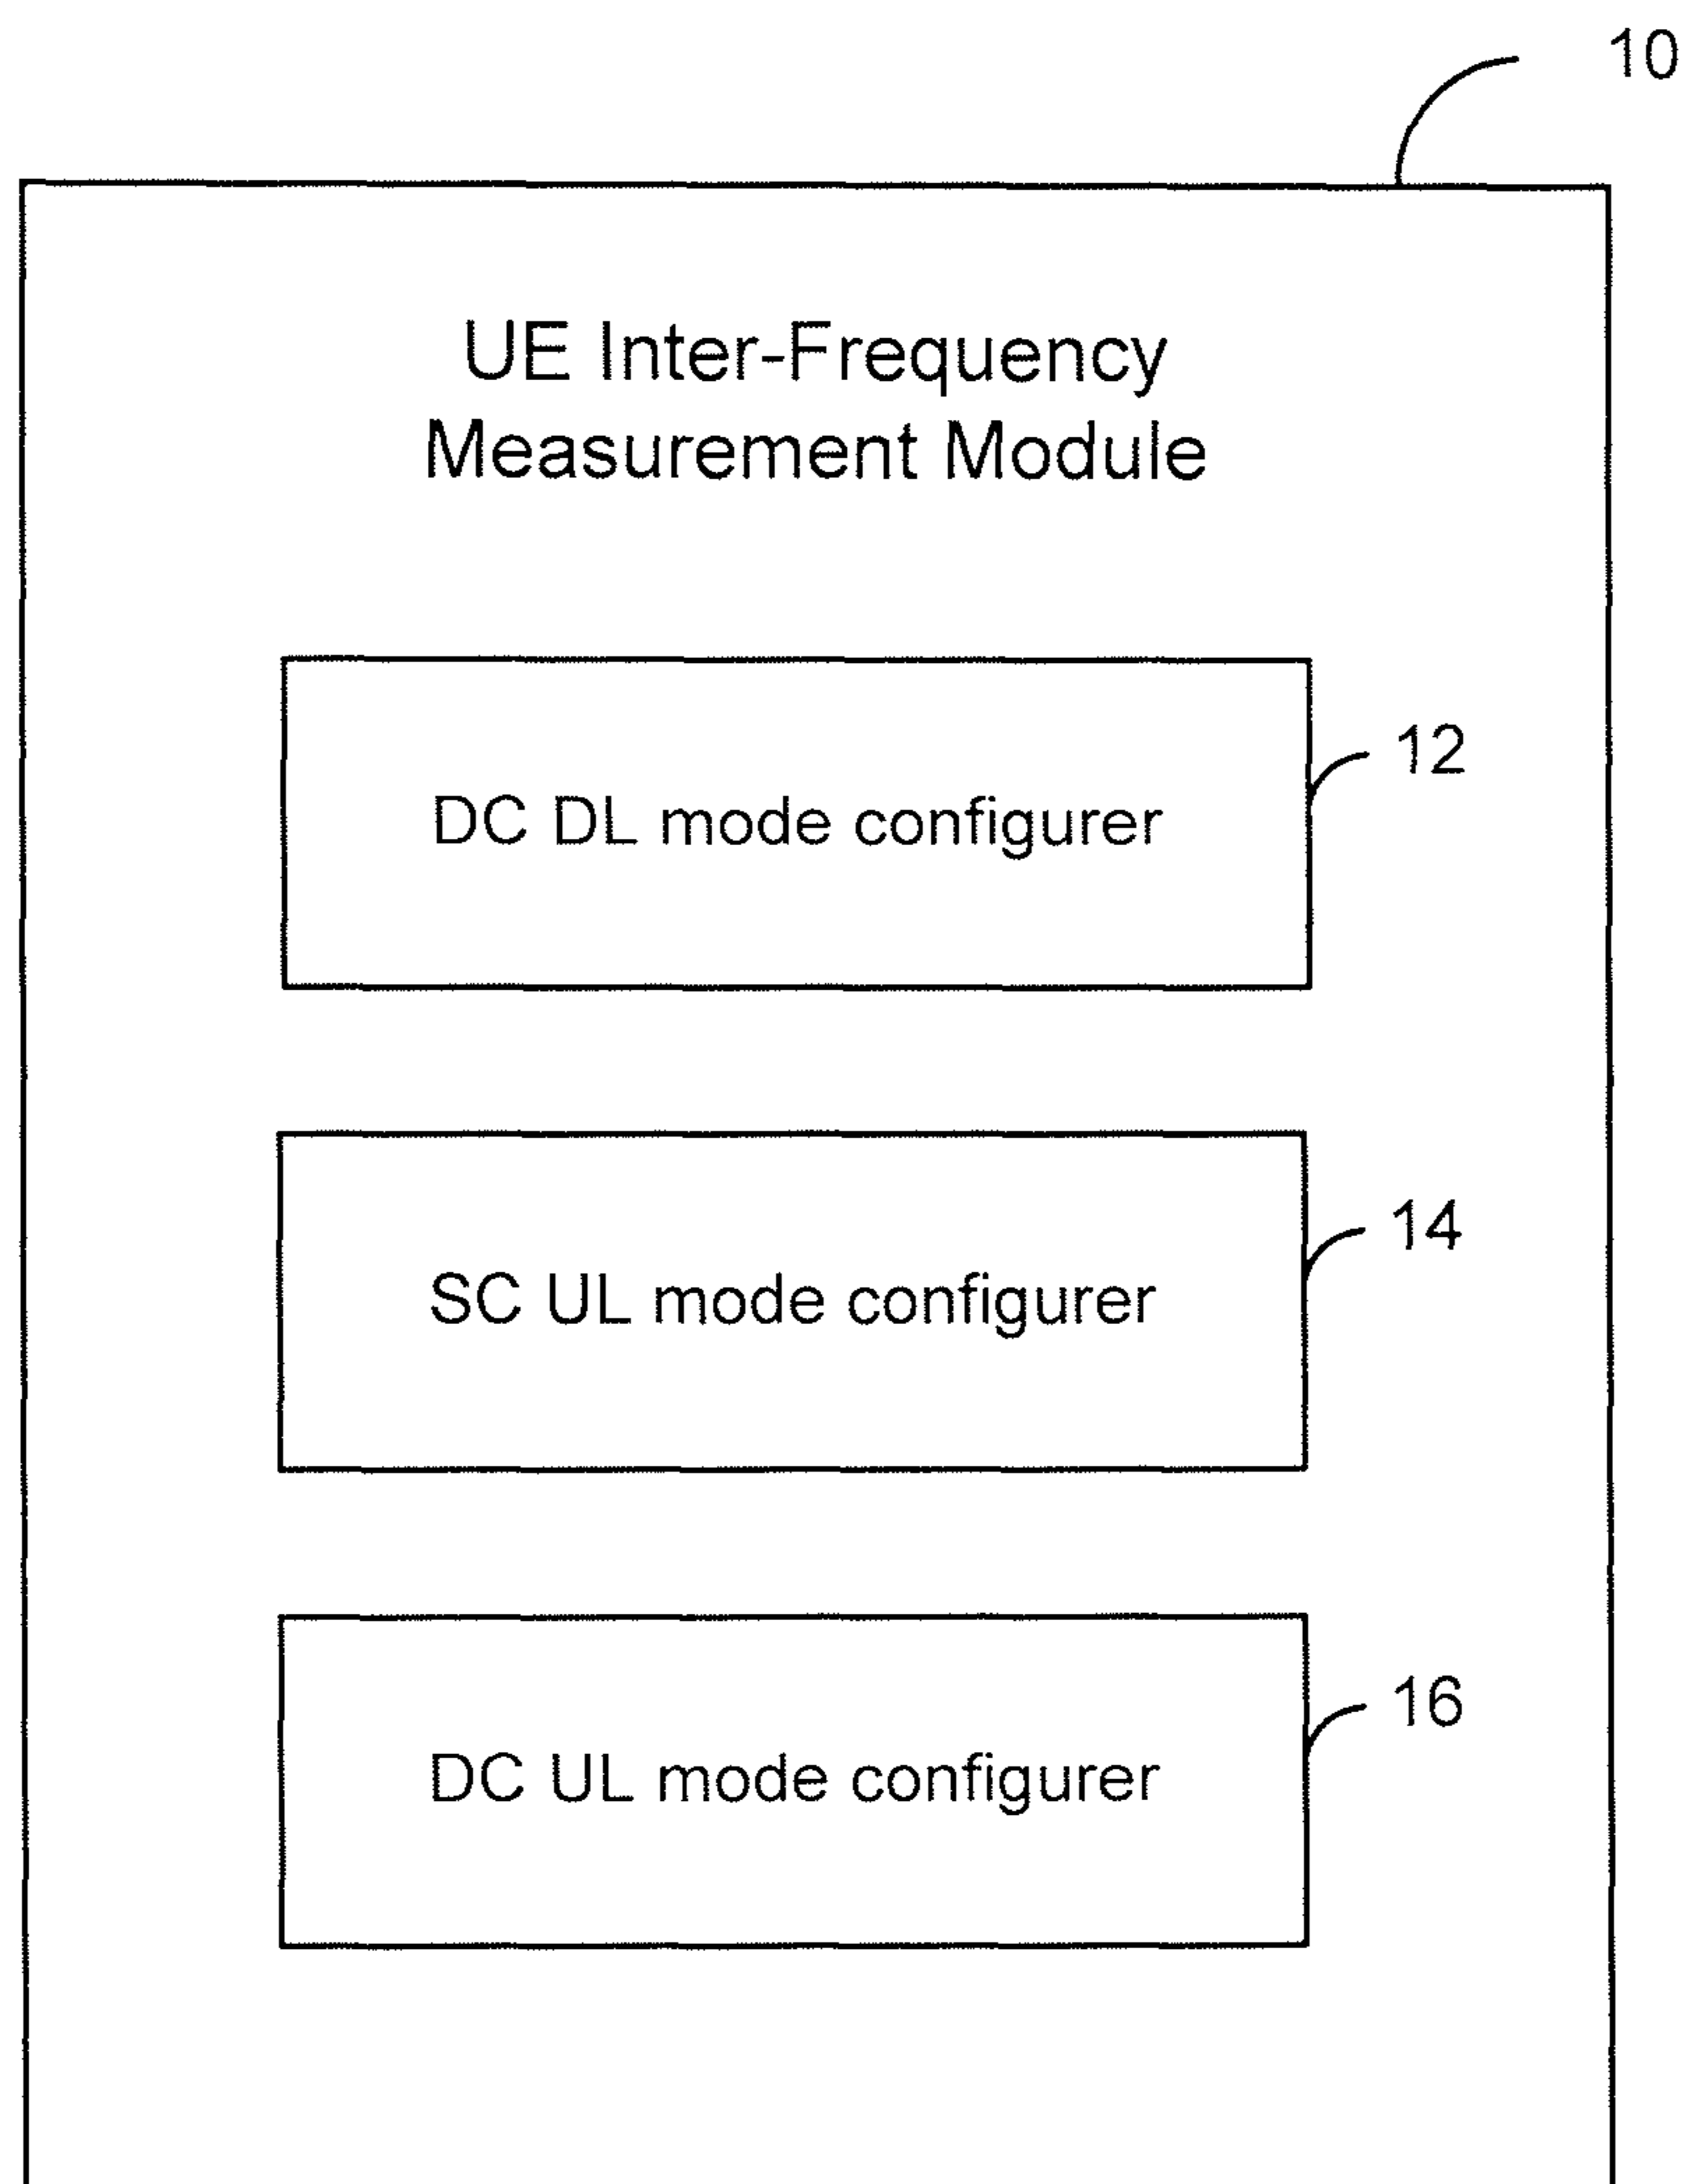 10
UE Inter-Frequency
Measurement Module
DC DL mode configurer
12
SC UL mode configurer
14
DC UL mode configurer
16